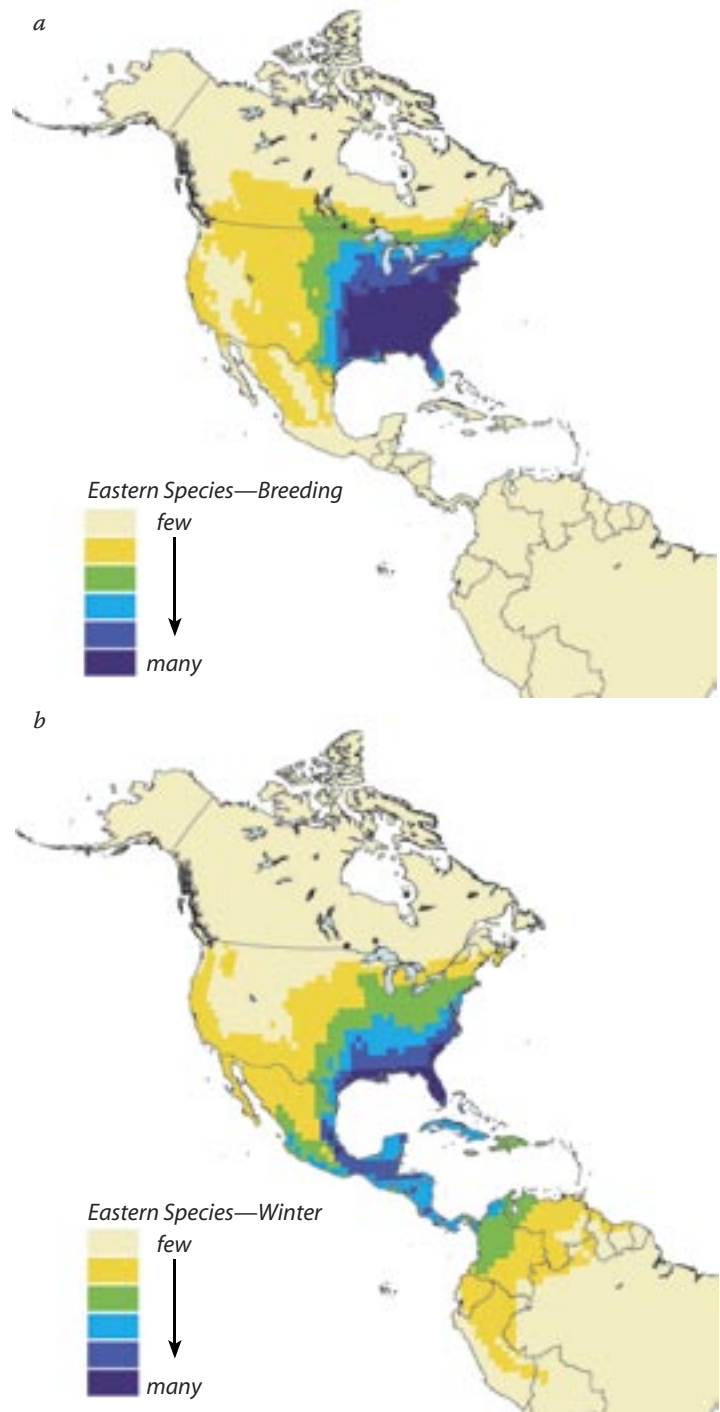 a
Eastern Species—Breeding
few
many
b
Eastern Species—Winter
few
many